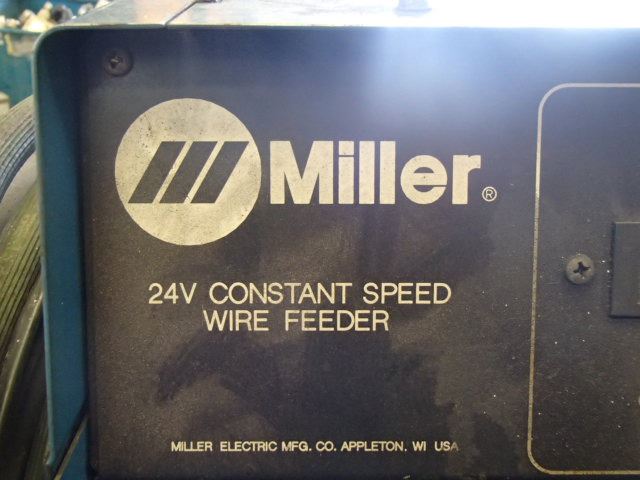 Miller®
24V CONSTANT SPEED
WIRE FEEDER
MILLER ELECTRIC MFG. CO. APPLETON, WI USA